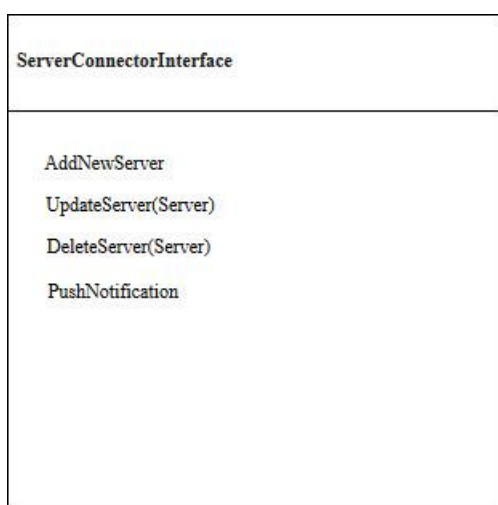 ServerConnectorInterface
AddNewServer
UpdateServer(Server)
DeleteServer(Server)
PushNotification